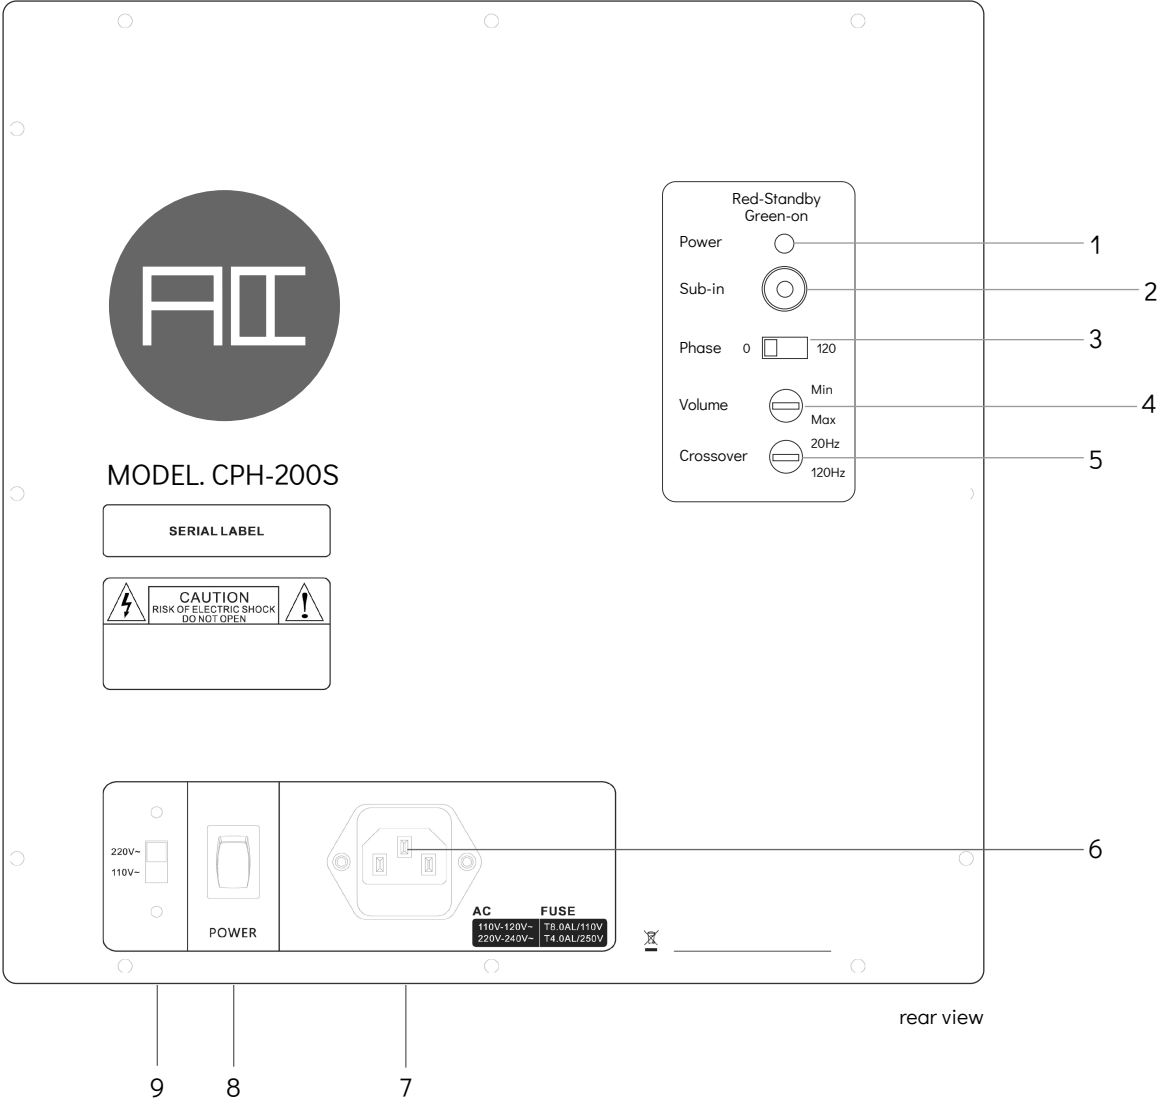 Red-Standby
Green-on
Power
1
Sub-in
2
Phase 0 120
3
Volume
Min
Max
4
Crossover
20Hz
120Hz
5
MODEL. CPH-200S
SERIAL LABEL
CAUTION
RISK OF ELECTRIC SHOCK
DO NOT OPEN
220V~
110V~
POWER
6
AC FUSE
110V-120V~ T8.0AL/110V
220V-240V~ T4.0AL/250V
rear view
9 8 7